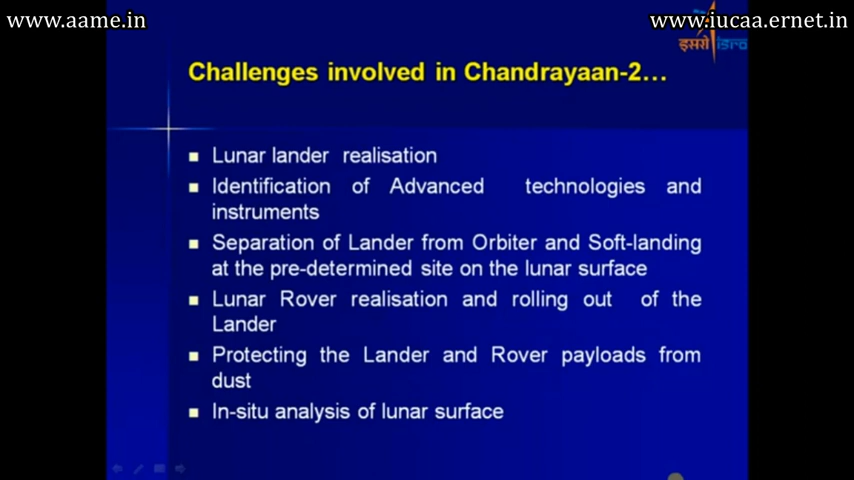 www.aame.in
www.iucaa.ernet.in
इसरो isro
Challenges involved in Chandrayaan-2...
Lunar lander realisation
Identification of Advanced technologies and
instruments
Separation of Lander from Orbiter and Soft-landing
at the pre-determined site on the lunar surface
Lunar Rover realisation and rolling out of the
Lander
Protecting the Lander and Rover payloads from
dust
In-situ analysis of lunar surface